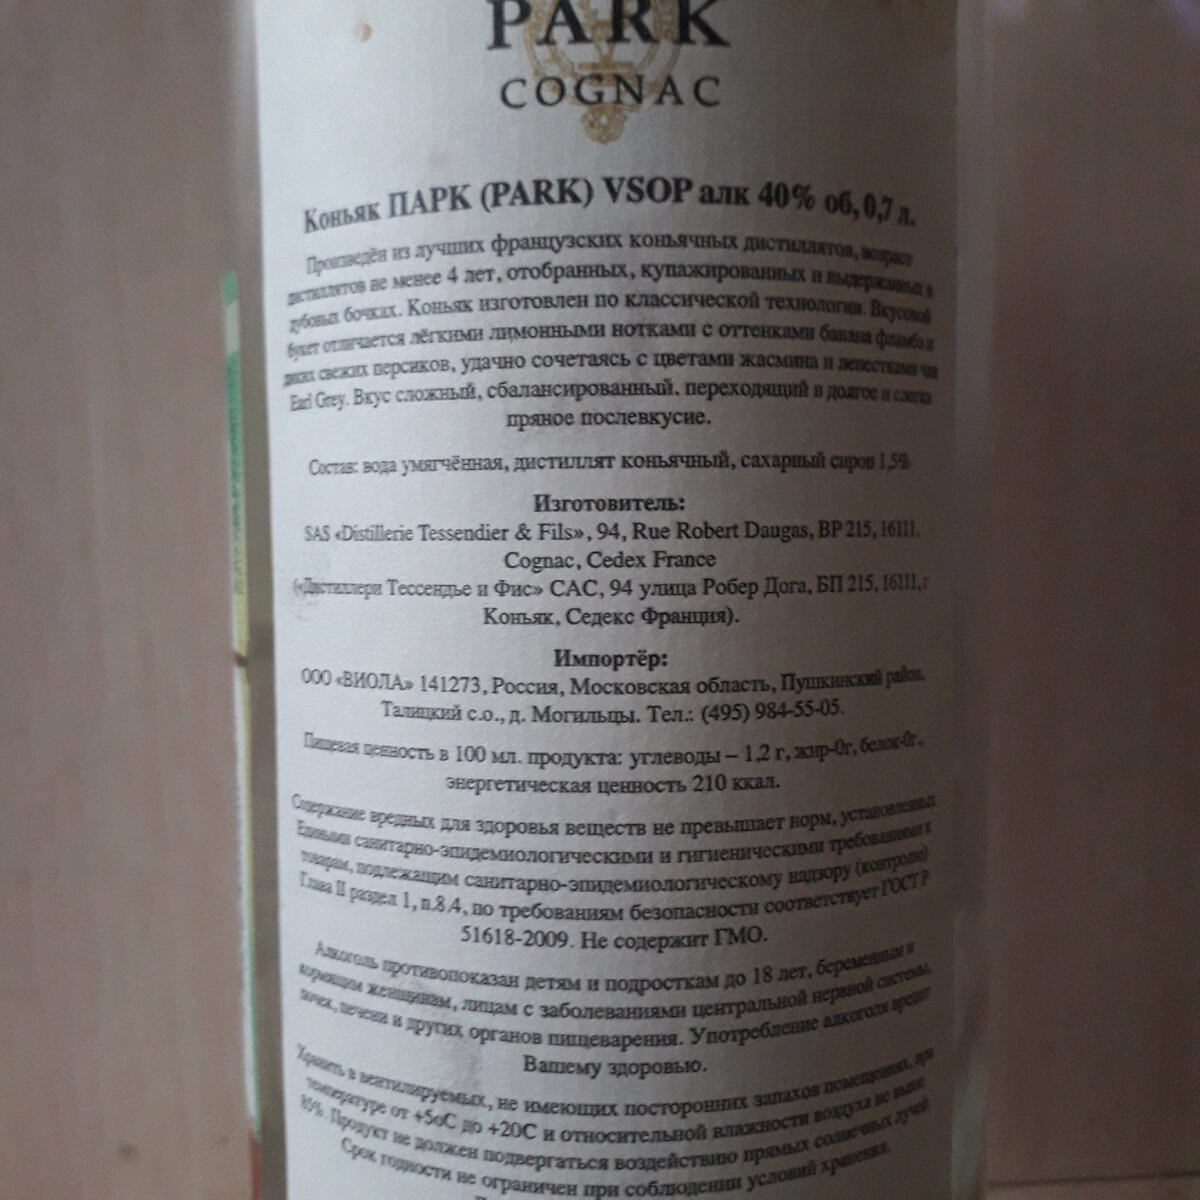 PARK
COGNAC
Коньяк ПАРК (PARK) VSOP алк 40% об, 0,7 л.
Произведён из лучших французских коньячных дистиллятов, возраст
дистиллятов не менее 4 лет, отобранных, купажированных и выдержанных в
дубовых бочках. Коньяк изготовлен по классической технологии. Вкусовой
букет отличается лёгкими лимонными нотками с оттенками банана фламбэ и
диких свежих персиков, удачно сочетаясь с цветами жасмина и лепестками чая
Earl Grey. Вкус сложный, сбалансированный, переходящий в долгое и слегка
пряное послевкусие.
Состав: вода умягчённая, дистиллят коньячный, сахарный сироп 1,5%
Изготовитель:
SAS «Distillerie Tessendier & Fils», 94, Rue Robert Daugas, BP 215, 16111,
Cognac, Cedex France
(«Дистиллери Тессендье и Фис» САС, 94 улица Робер Дога, БП 215, 16111, г
Коньяк, Седекс Франция).
Импортёр:
ООО «ВИОЛА» 141273, Россия, Московская область, Пушкинский район,
Талицкий с.о., д. Могильцы. Тел.: (495) 984-55-05.
Пищевая ценность в 100 мл. продукта: углеводы – 1,2 г, жир-0г, белок-0г.,
энергетическая ценность 210 ккал.
Содержание вредных для здоровья веществ не превышает норм, установленных
Едиными санитарно-эпидемиологическими и гигиеническими требованиями к
товарам, подлежащим санитарно-эпидемиологическому надзору (контролю)
Глава II раздел 1, п.8.4, по требованиям безопасности соответствует ГОСТ Р
51618-2009. Не содержит ГМО.
Алкоголь противопоказан детям и подросткам до 18 лет, беременным и
кормящим женщинам, лицам с заболеваниями центральной нервной системы,
почек, печени и других органов пищеварения. Употребление алкоголя вредит
Вашему здоровью.
Хранить в вентилируемых, не имеющих посторонних запахов помещениях, при
температуре от +5оС до +20С и относительной влажности воздуха не выше
85%. Продукт не должен подвергаться воздействию прямых солнечных лучей
Срок годности не ограничен при соблюдении условий хранения.